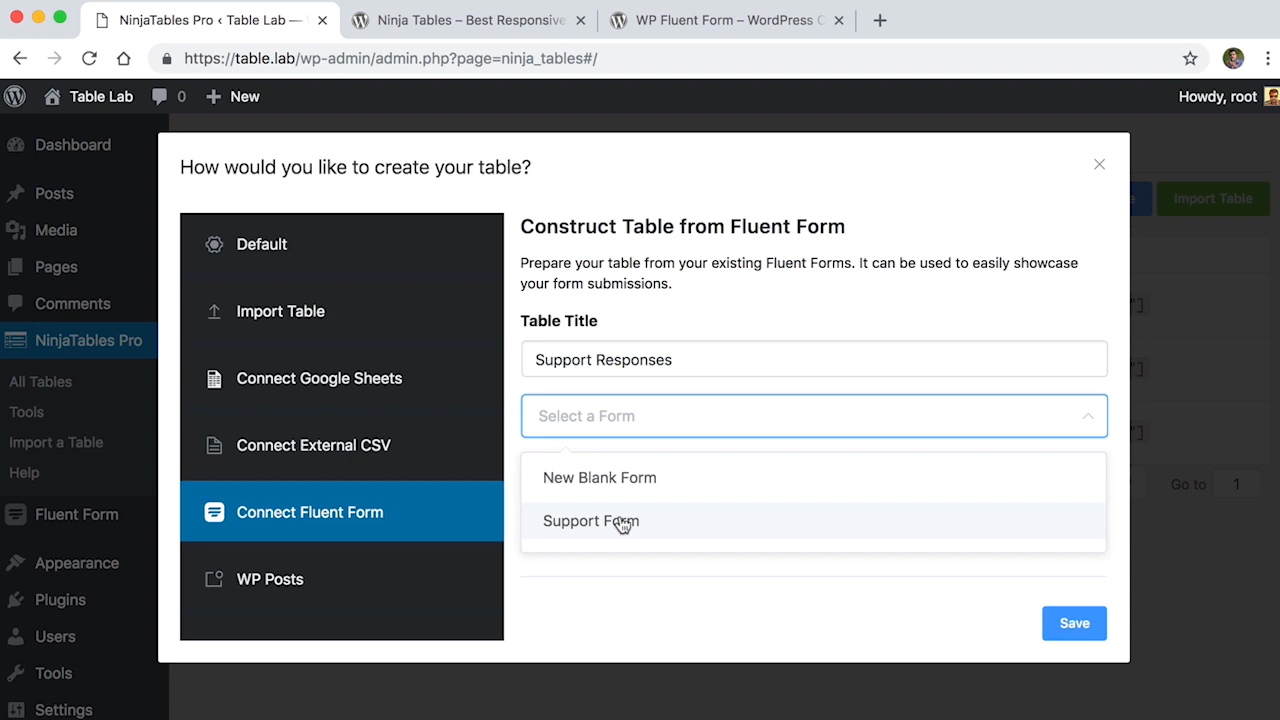 NinjaTables Pro ‹ Table Lab —
Ninja Tables – Best Responsive
WP Fluent Form – WordPress C
https://table.lab/wp-admin/admin.php?page=ninja_tables#/
Table Lab
0
New
Howdy, root
Dashboard
Posts
Media
Pages
Comments
NinjaTables Pro
All Tables
Tools
Import a Table
Help
Fluent Form
Appearance
Plugins
Users
Tools
Settings
How would you like to create your table?
Default
Import Table
Connect Google Sheets
Connect External CSV
Connect Fluent Form
WP Posts
Construct Table from Fluent Form
Prepare your table from your existing Fluent Forms. It can be used to easily showcase
your form submissions.
Table Title
Support Responses
Select a Form
New Blank Form
Support Form
Save
Import Table
"]
"]
"]
Go to 1